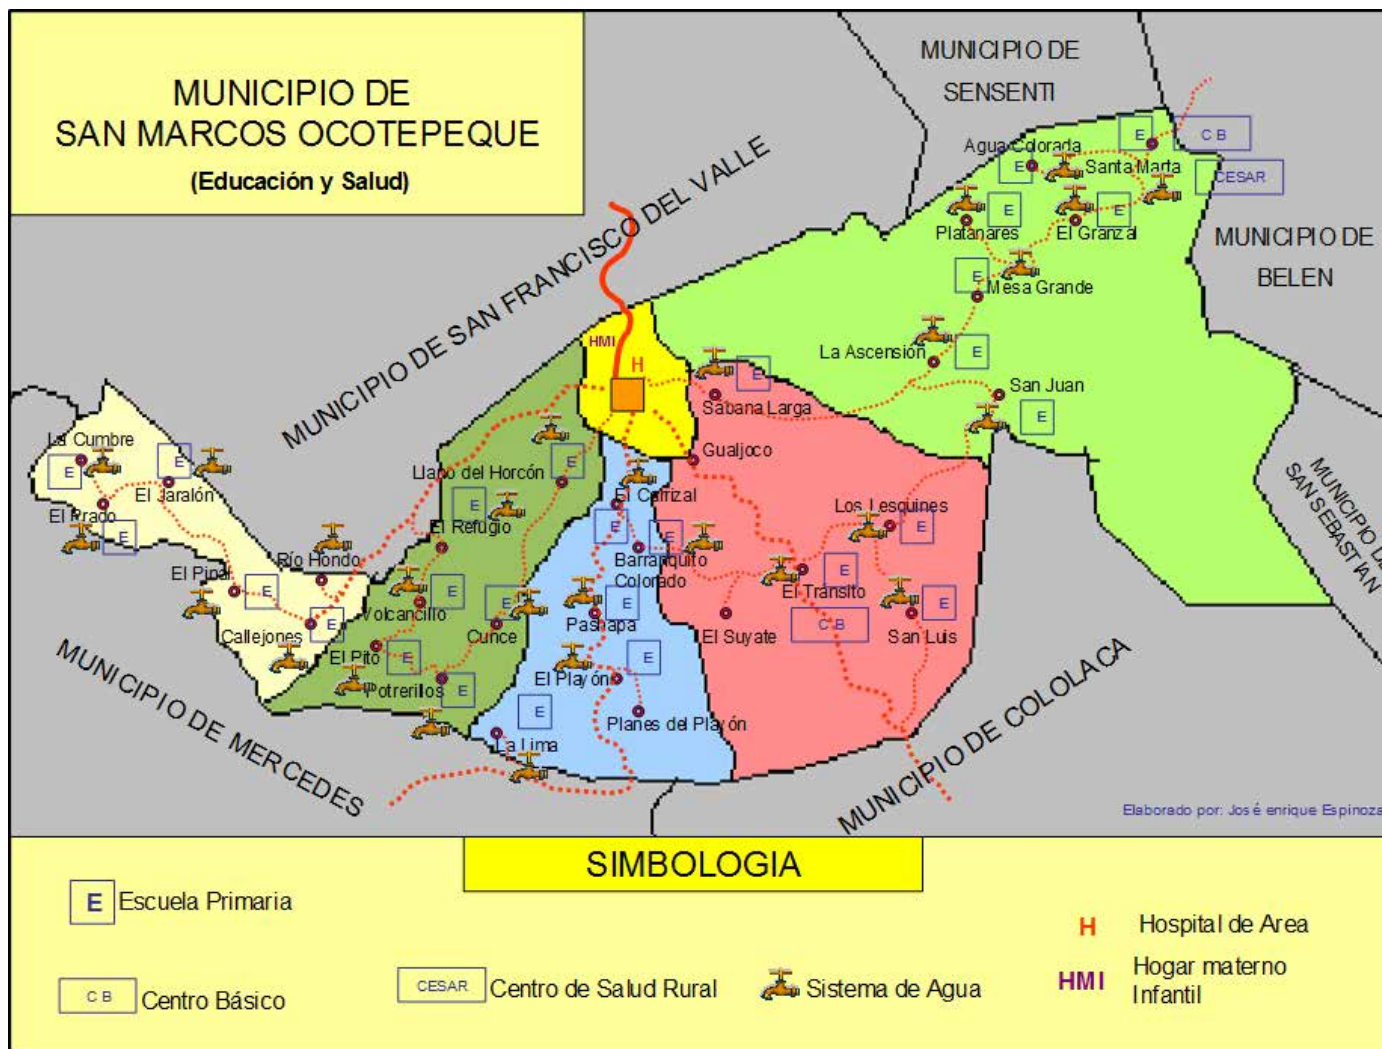 MUNICIPIO DE
SAN MARCOS OCOTEPEQUE
(Educación y Salud)
MUNICIPIO DE
SENSENTI
MUNICIPIO DE SAN FRANCISCO DEL VALLE
MUNICIPIO DE
BELEN
MUNICIPIO DE
SAN SEBASTIAN
MUNICIPIO DE COLOLACA
MUNICIPIO DE MERCEDES
Agua Colorada
E
C B
E
Santa Marta
CESAR
E
E
Platanares
El Granzal
E
Mesa Grande
La Ascensión
E
San Juan
E
HMI
H
E
Sabana Larga
Gualjoco
La Cumbre
E
E
El Jaralón
El Prado
E
Río Hondo
El Pinal
E
Callejones
E
Llano del Horcón
E
E
El Refugio
Volcancillo
E
E
Cunce
El Pito
E
Potrerillos
E
El Carrizal
E
E
Barranquito
Colorado
Pashapa
E
El Playón
E
Planes del Playón
E
La Lima
Los Lesquines
E
El Tránsito
E
C B
El Suyate
San Luis
E
Elaborado por: José enrique Espinoza
SIMBOLOGIA
E Escuela Primaria
C B Centro Básico
CESAR Centro de Salud Rural
Sistema de Agua
H Hospital de Area
HMI Hogar materno
Infantil